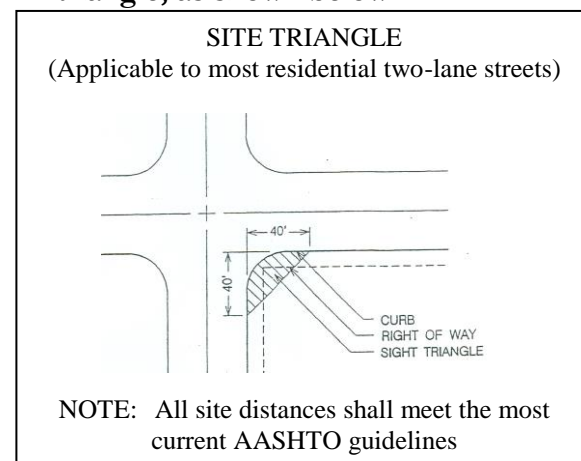 SITE TRIANGLE
(Applicable to most residential two-lane streets)
40'
40'
CURB
RIGHT OF WAY
SIGHT TRIANGLE
NOTE: All site distances shall meet the most
current AASHTO guidelines